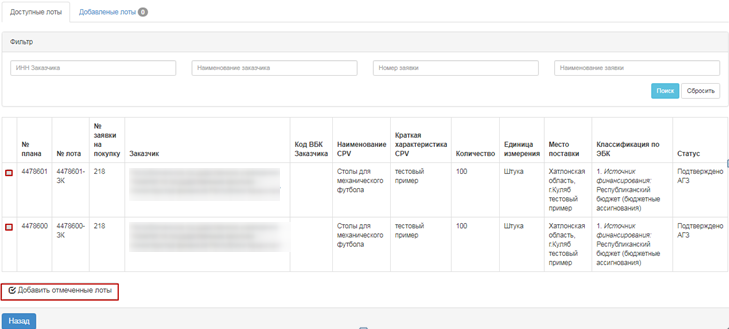 Доступные лоты Добавленые лоты 0
Фильтр
ИНН Заказчика Наименование заказчика Номер заявки Наименование заявки
Поиск Сбросить
№ плана № лота № заявки на покупку Заказчик Код ВБК Заказчика Наименование CPV Краткая характеристика CPV Количество Единица измерения Место поставки Классификация по ЭБК Статус
4478601 4478601-ЗК 218 Столы для механического футбола тестовый пример 100 Штука Хатлонская область, г.Куляб тестовый пример 1. Источник финансирования: Республиканский бюджет (бюджетные ассигнования) Подтверждено АГЗ
4478600 4478600-ЗК 218 Столы для механического футбола тестовый пример 100 Штука Хатлонская область, г.Куляб тестовый пример 1. Источник финансирования: Республиканский бюджет (бюджетные ассигнования) Подтверждено АГЗ
Добавить отмеченные лоты
Назад